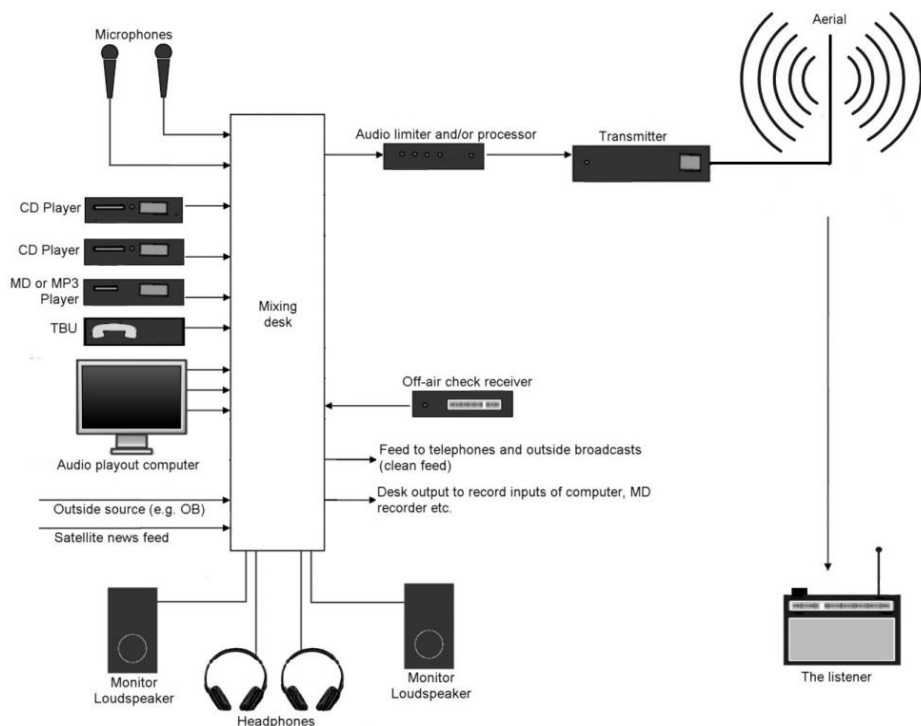 Microphones
Aerial
Audio limiter and/or processor
Transmitter
CD Player
CD Player
MD or MP3
Player
TBU
Mixing
desk
Off-air check receiver
Audio playout computer
Feed to telephones and outside broadcasts
(clean feed)
Desk output to record inputs of computer, MD
recorder etc.
Outside source (e.g. OB)
Satellite news feed
Monitor
Loudspeaker
Headphones
Monitor
Loudspeaker
The listener